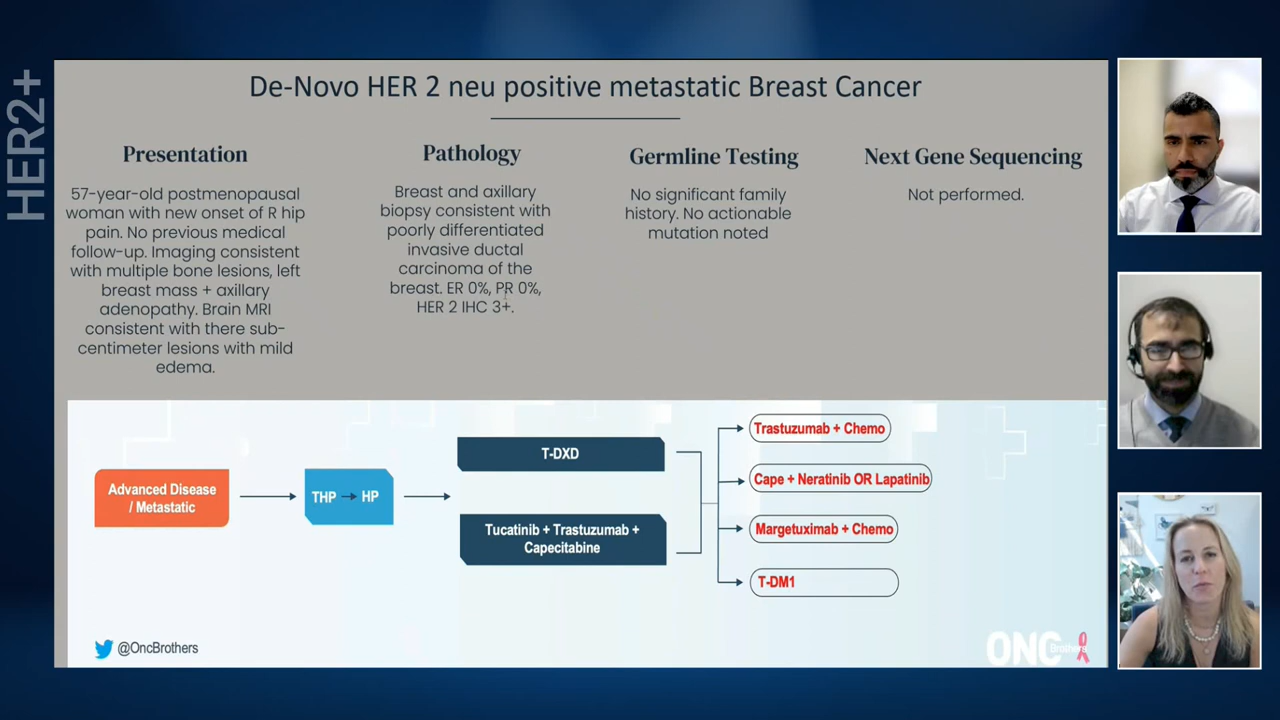 HER2+
De-Novo HER 2 neu positive metastatic Breast Cancer
Presentation
57-year-old postmenopausal
woman with new onset of R hip
pain. No previous medical
follow-up. Imaging consistent
with multiple bone lesions, left
breast mass + axillary
adenopathy. Brain MRI
consistent with there sub-
centimeter lesions with mild
edema.
Pathology
Breast and axillary
biopsy consistent with
poorly differentiated
invasive ductal
carcinoma of the
breast. ER 0%, PR 0%,
HER 2 IHC 3+.
Germline Testing
No significant family
history. No actionable
mutation noted
Next Gene Sequencing
Not performed.
Advanced Disease
/ Metastatic
THP → HP
T-DXD
Tucatinib + Trastuzumab +
Capecitabine
Trastuzumab + Chemo
Cape + Neratinib OR Lapatinib
Margetuximab + Chemo
T-DM1
@OncBrothers
ONC
Brothers